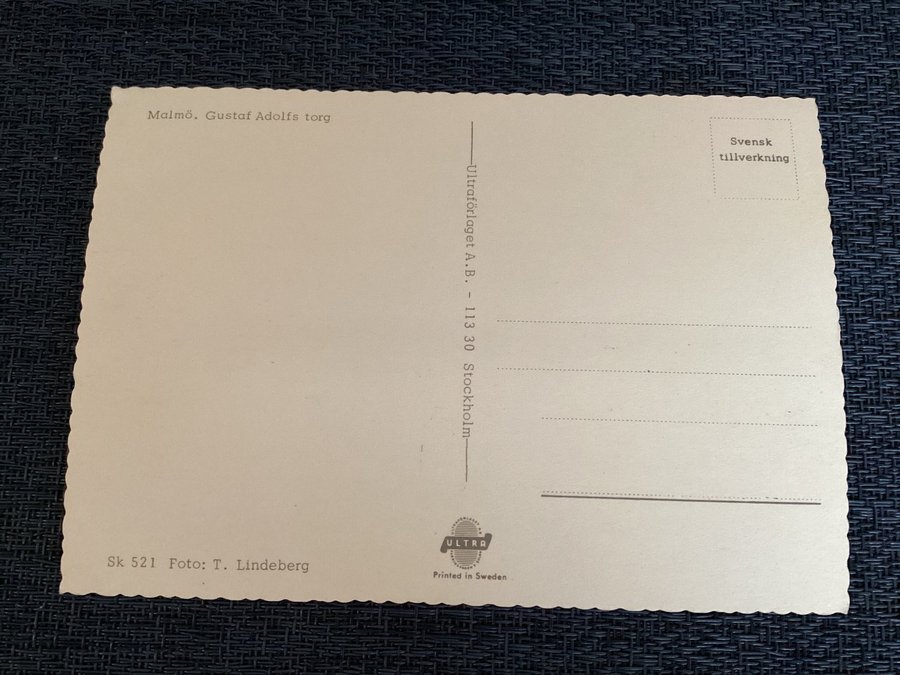 Malmö. Gustaf Adolfs torg
Svensk
tillverkning
Ultraförlaget A.B. - 113 30 Stockholm
Sk 521 Foto: T. Lindeberg
ULTRA
Printed in Sweden